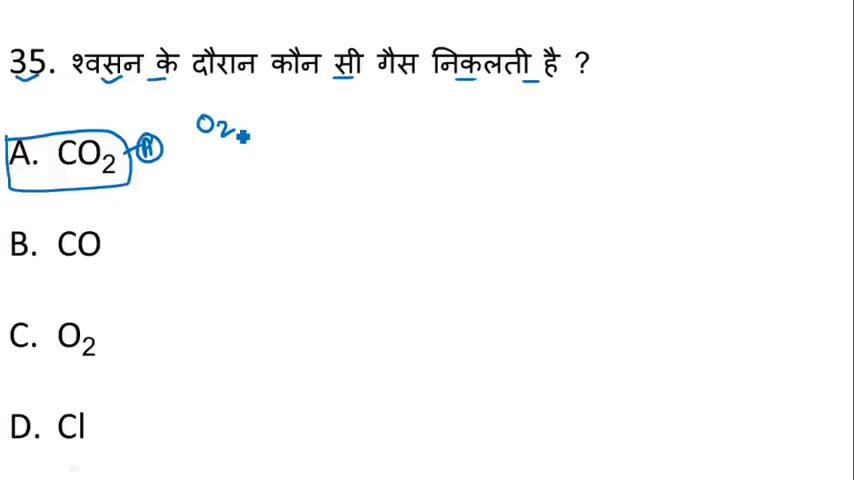 35. श्वसन के दौरान कौन सी गैस निकलती है ?
O2
A. CO2 A
B. CO
C. O2
D. Cl